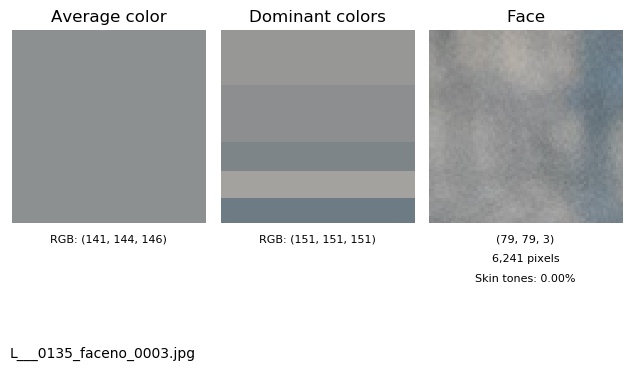 Average color
Dominant colors
Face
RGB: (141, 144, 146)
RGB: (151, 151, 151)
(79, 79, 3)
6,241 pixels
Skin tones: 0.00%
L___0135_faceno_0003.jpg